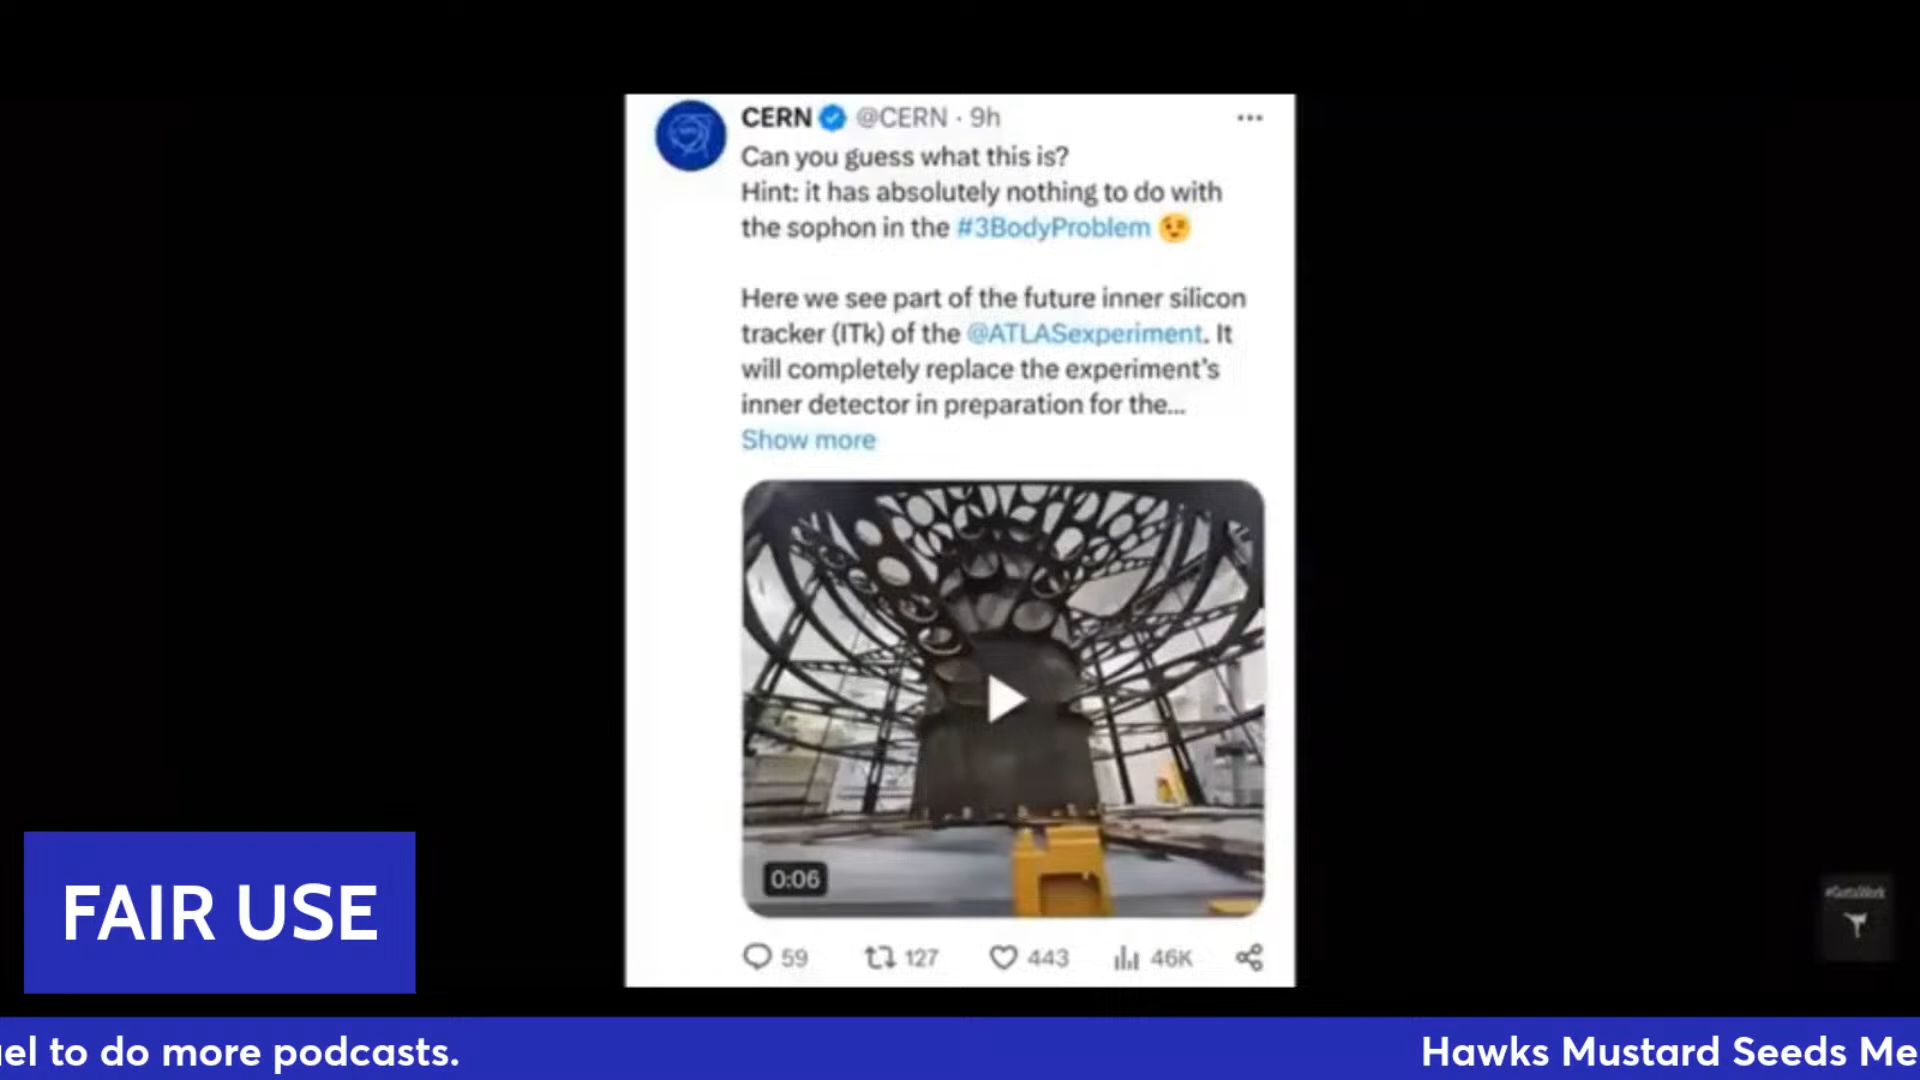 CERN @CERN · 9h
Can you guess what this is?
Hint: it has absolutely nothing to do with
the sophon in the #3BodyProblem 😉
Here we see part of the future inner silicon
tracker (ITk) of the @ATLASexperiment. It
will completely replace the experiment's
inner detector in preparation for the...
Show more
0:06
59 127 443 46K
FAIR USE
to do more podcasts.
Hawks Mustard Seeds Me